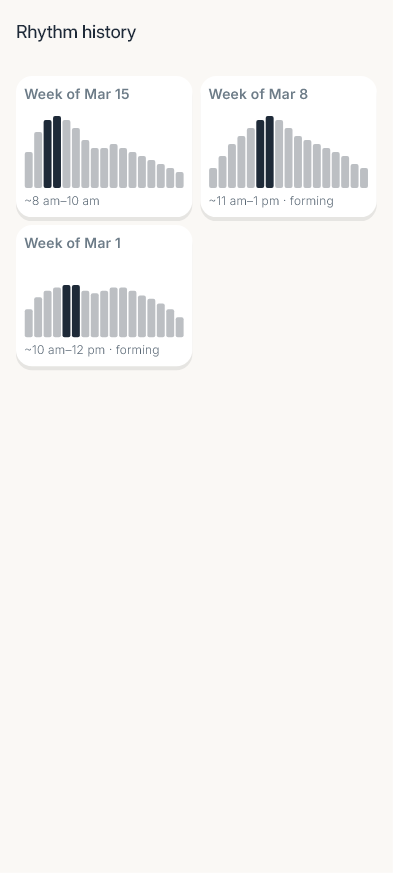 Rhythm history
Week of Mar 15
~8 am–10 am
Week of Mar 8
~11 am–1 pm · forming
Week of Mar 1
~10 am–12 pm · forming